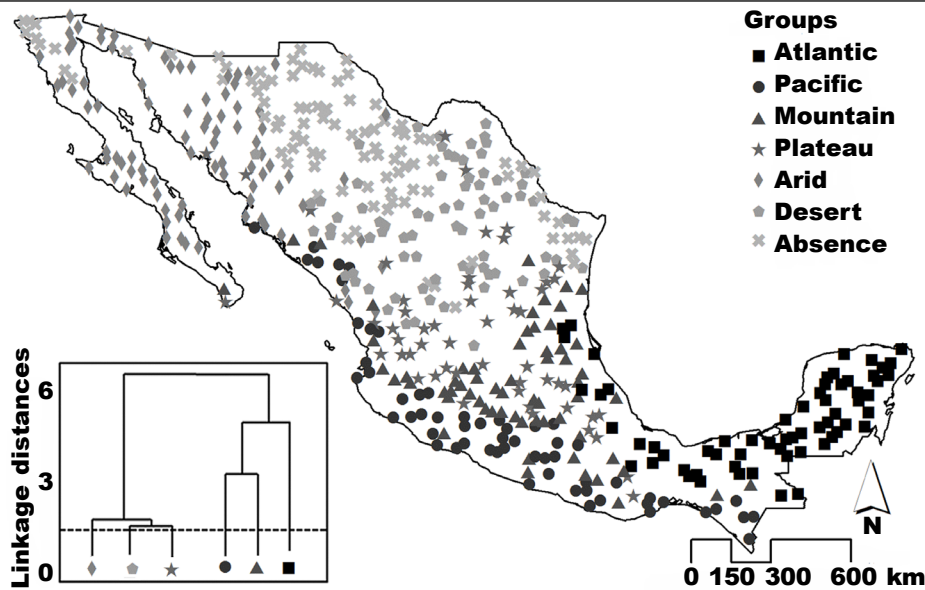 Groups
Atlantic
Pacific
Mountain
Plateau
Arid
Desert
Absence
Linkage distances
6
3
0
N
0 150 300 600 km